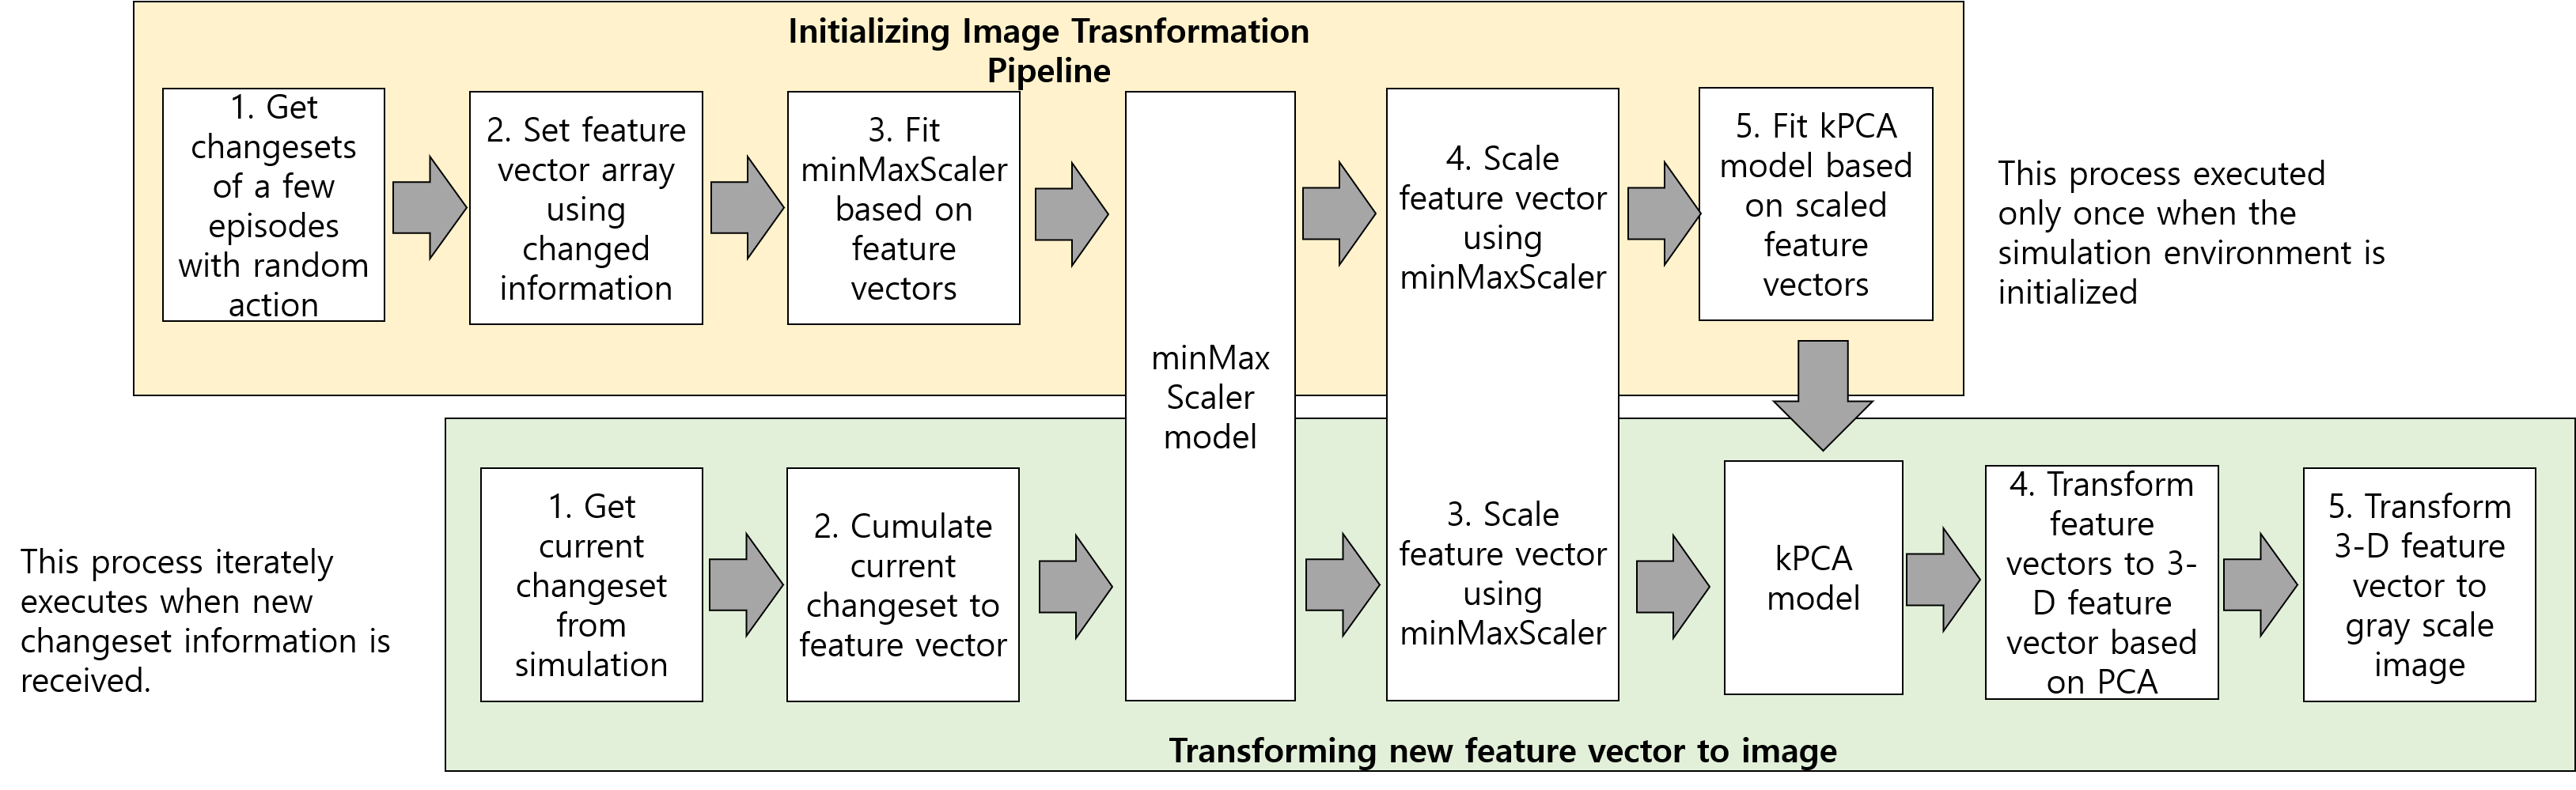 Initializing Image Trasnformation
Pipeline
1. Get
changesets
of a few
episodes
with random
action
2. Set feature
vector array
using
changed
information
3. Fit
minMaxScaler
based on
feature
vectors
minMax
Scaler
model
4. Scale
feature vector
using
minMaxScaler
5. Fit kPCA
model based
on scaled
feature
vectors
This process executed
only once when the
simulation environment is
initialized
This process iterately
executes when new
changeset information is
received.
1. Get
current
changeset
from
simulation
2. Cumulate
current
changeset to
feature vector
3. Scale
feature vector
using
minMaxScaler
kPCA
model
4. Transform
feature
vectors to 3-
D feature
vector based
on PCA
5. Transform
3-D feature
vector to
gray scale
image
Transforming new feature vector to image